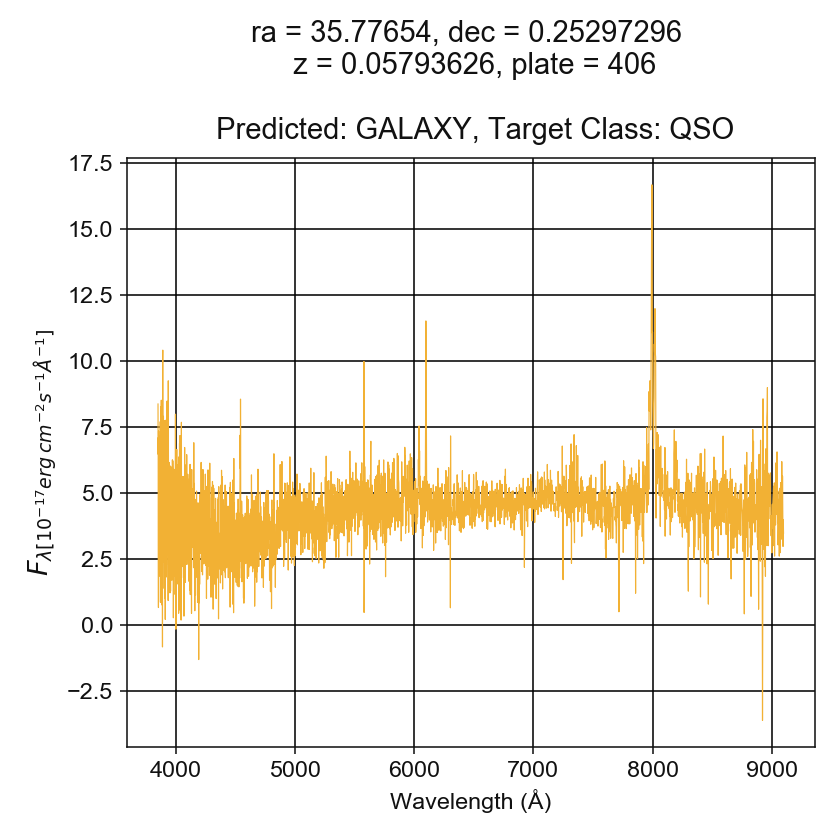 ra = 35.77654, dec = 0.25297296
z = 0.05793626, plate = 406
Predicted: GALAXY, Target Class: QSO
17.5
15.0
12.5
10.0
7.5
5.0
2.5
0.0
−2.5
F_{λ[10^{−17} erg cm^{−2} s^{−1} Å^{−1}]}
4000 5000 6000 7000 8000 9000
Wavelength (Å)